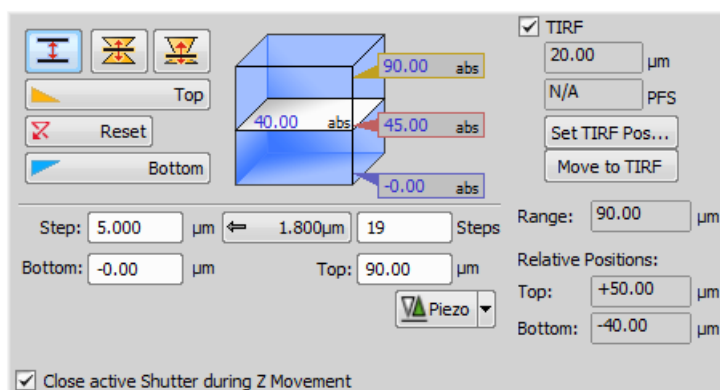 TIRF
20.00 μm
N/A PFS
Set TIRF Pos...
Move to TIRF
Top
Reset
Bottom
90.00 abs
40.00 abs
45.00 abs
-0.00 abs
Step: 5.000 μm 1.800μm 19 Steps
Bottom: -0.00 μm Top: 90.00 μm
Piezo
Range: 90.00 μm
Relative Positions:
Top: +50.00 μm
Bottom: -40.00 μm
Close active Shutter during Z Movement